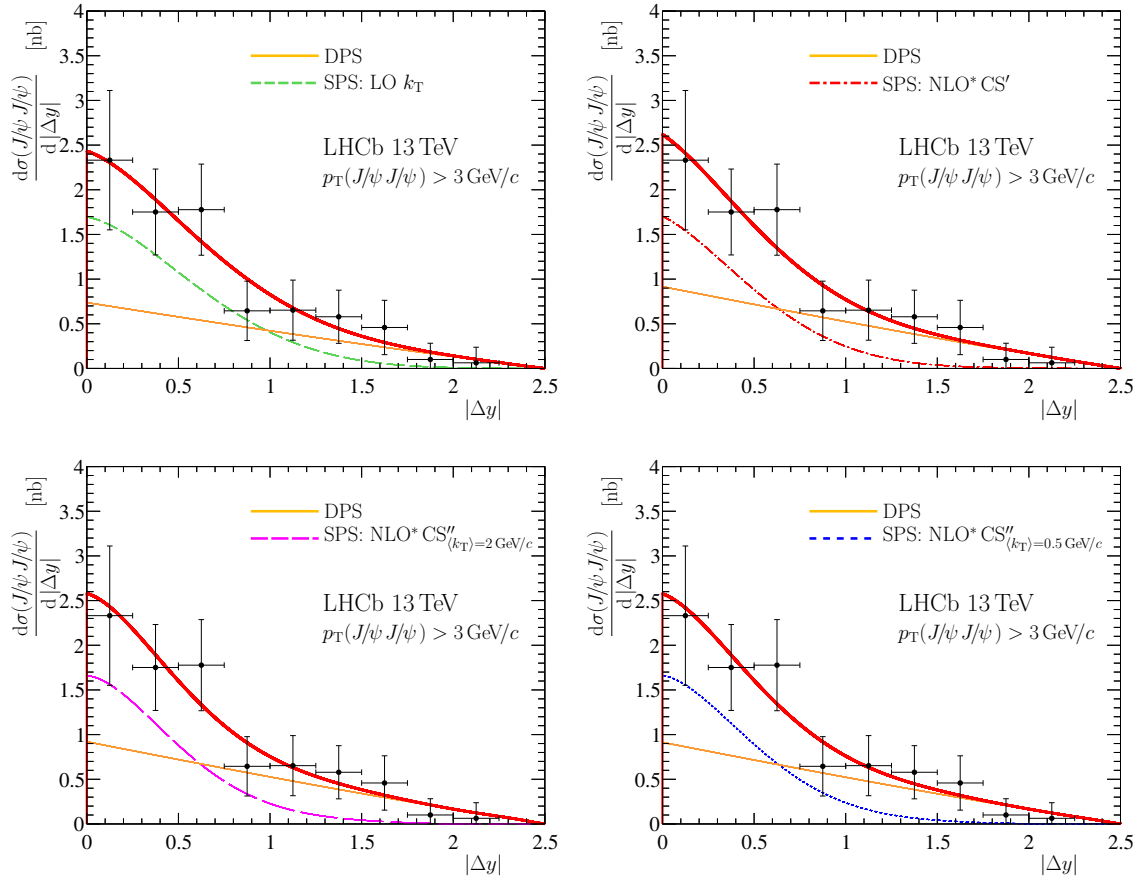 dσ(J/ψ J/ψ)
d |Δy|
[nb]
4
3.5
3
2.5
2
1.5
1
0.5
0
DPS
SPS: LO kT
LHCb 13 TeV
pT(J/ψ J/ψ) > 3 GeV/c
0 0.5 1 1.5 2 2.5
|Δy|
dσ(J/ψ J/ψ)
d |Δy|
[nb]
4
3.5
3
2.5
2
1.5
1
0.5
0
DPS
SPS: NLO* CS′
LHCb 13 TeV
pT(J/ψ J/ψ) > 3 GeV/c
0 0.5 1 1.5 2 2.5
|Δy|
dσ(J/ψ J/ψ)
d |Δy|
[nb]
4
3.5
3
2.5
2
1.5
1
0.5
0
DPS
SPS: NLO* CS″⟨kT⟩=2 GeV/c
LHCb 13 TeV
pT(J/ψ J/ψ) > 3 GeV/c
0 0.5 1 1.5 2 2.5
|Δy|
dσ(J/ψ J/ψ)
d |Δy|
[nb]
4
3.5
3
2.5
2
1.5
1
0.5
0
DPS
SPS: NLO* CS″⟨kT⟩=0.5 GeV/c
LHCb 13 TeV
pT(J/ψ J/ψ) > 3 GeV/c
0 0.5 1 1.5 2 2.5
|Δy|